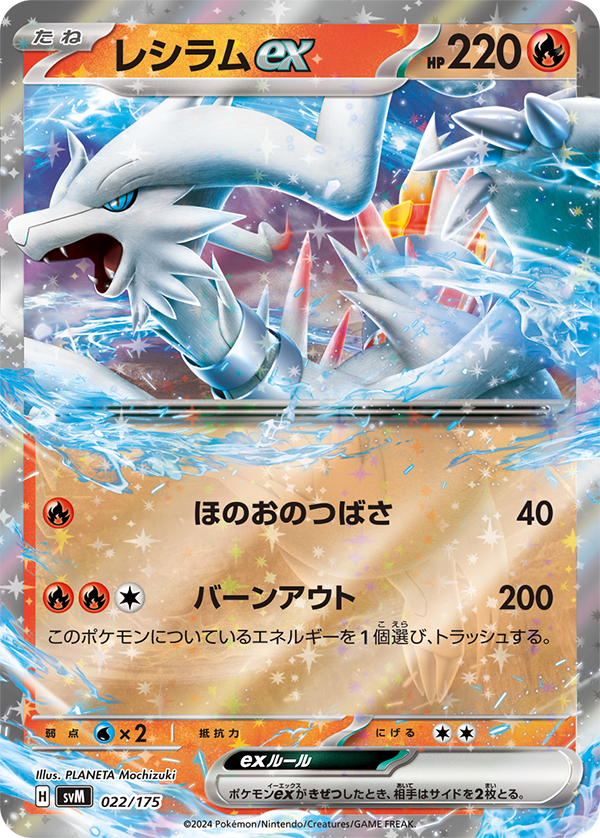 たね
レシラムex
HP220
ほのおのつばさ 40
バーンアウト 200
このポケモンについているエネルギーを1個選び、トラッシュする。
弱点 ×2 抵抗力 にげる
exルール
ポケモンexがきぜつしたとき、相手はサイドを2枚とる。
Illus. PLANETA Mochizuki
H svM 022/175
©2024 Pokémon/Nintendo/Creatures/GAME FREAK.